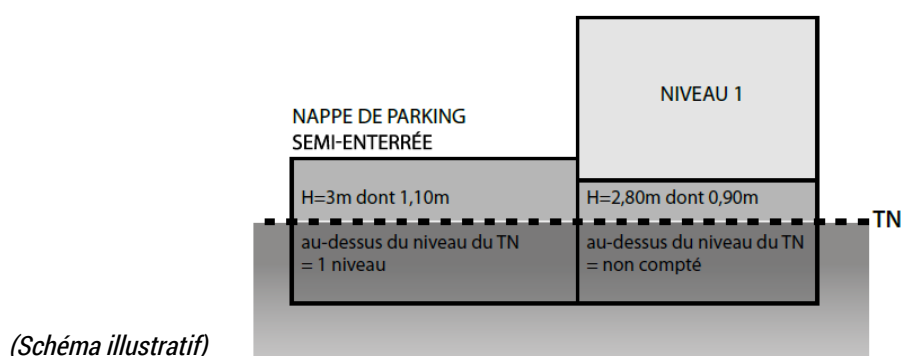 NIVEAU 1
NAPPE DE PARKING
SEMI-ENTERRÉE
H=3m dont 1,10m
H=2,80m dont 0,90m
TN
au-dessus du niveau du TN
= 1 niveau
au-dessus du niveau du TN
= non compté
(Schéma illustratif)